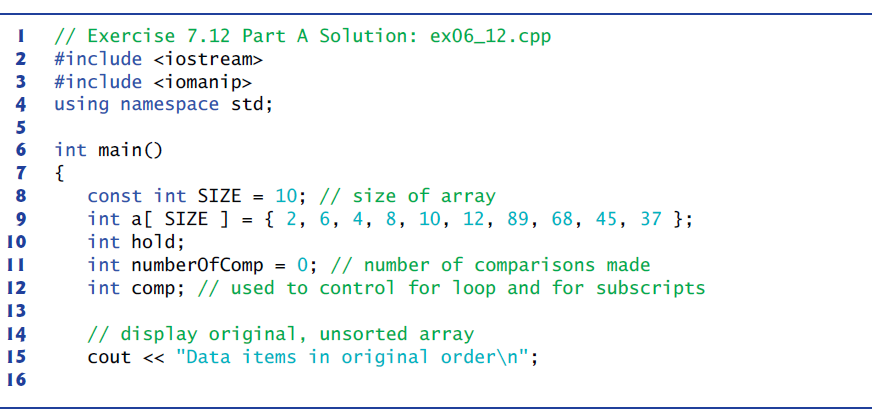 1 // Exercise 7.12 Part A Solution: ex06_12.cpp
2 #include <iostream>
3 #include <iomanip>
4 using namespace std;
5
6 int main()
7 {
8 const int SIZE = 10; // size of array
9 int a[ SIZE ] = { 2, 6, 4, 8, 10, 12, 89, 68, 45, 37 };
10 int hold;
11 int numberOfComp = 0; // number of comparisons made
12 int comp; // used to control for loop and for subscripts
13
14 // display original, unsorted array
15 cout << "Data items in original order\n";
16